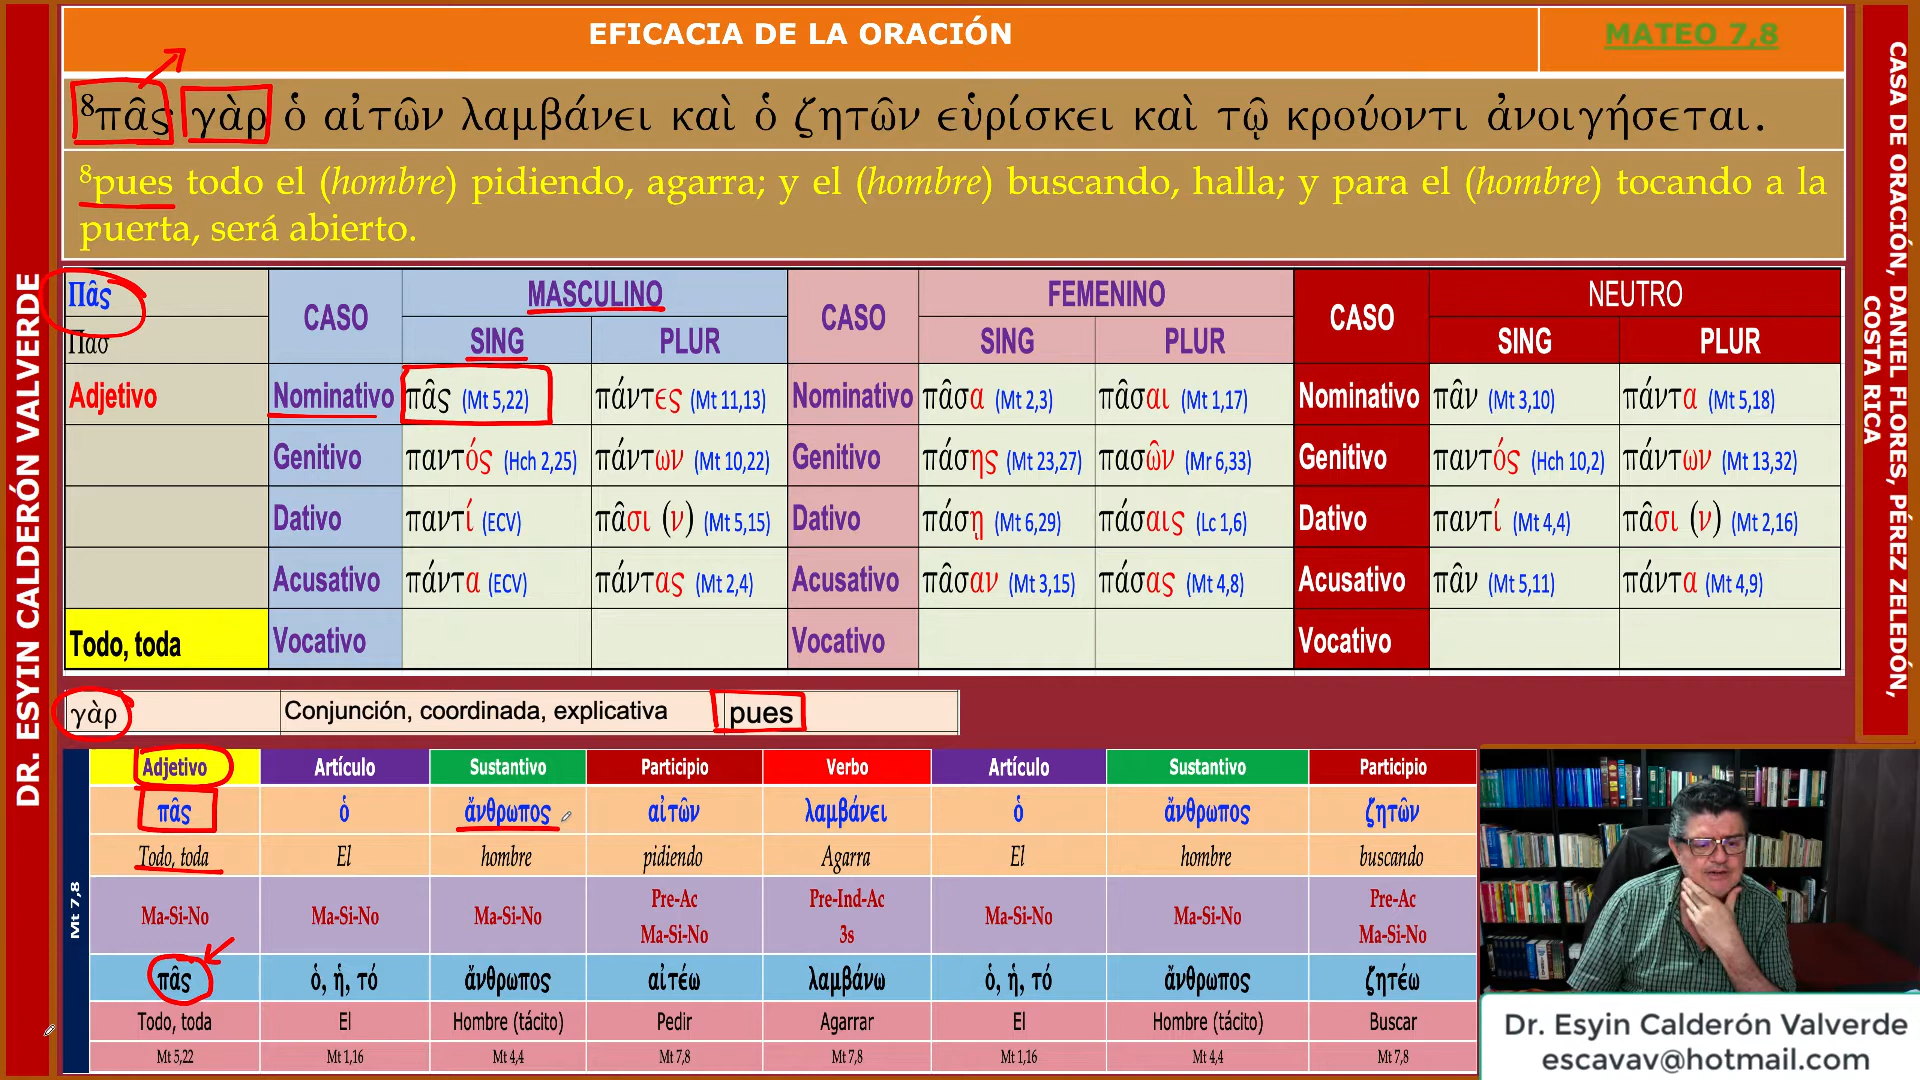 EFICACIA DE LA ORACIÓN
MATEO 7,8
⁸πᾶς γὰρ ὁ αἰτῶν λαμβάνει καὶ ὁ ζητῶν εὑρίσκει καὶ τῷ κρούοντι ἀνοιγήσεται.
⁸pues todo el (hombre) pidiendo, agarra; y el (hombre) buscando, halla; y para el (hombre) tocando a la
puerta, será abierto.
DR. ESYIN CALDERÓN VALVERDE
CASA DE ORACIÓN, DANIEL FLORES, PÉREZ ZELEDÓN,
COSTA RICA
Πᾶς CASO MASCULINO CASO FEMENINO CASO NEUTRO
Πασ SING PLUR SING PLUR SING PLUR
Adjetivo Nominativo πᾶς (Mt 5,22) πάντες (Mt 11,13) Nominativo πᾶσα (Mt 2,3) πᾶσαι (Mt 1,17) Nominativo πᾶν (Mt 3,10) πάντα (Mt 5,18)
Genitivo παντός (Hch 2,25) πάντων (Mt 10,22) Genitivo πάσης (Mt 23,27) πασῶν (Mr 6,33) Genitivo παντός (Hch 10,2) πάντων (Mt 13,32)
Dativo παντί (ECV) πᾶσι (ν) (Mt 5,15) Dativo πάσῃ (Mt 6,29) πάσαις (Lc 1,6) Dativo παντί (Mt 4,4) πᾶσι (ν) (Mt 2,16)
Acusativo πάντα (ECV) πάντας (Mt 2,4) Acusativo πᾶσαν (Mt 3,15) πάσας (Mt 4,8) Acusativo πᾶν (Mt 5,11) πάντα (Mt 4,9)
Todo, toda Vocativo Vocativo Vocativo
γὰρ Conjunción, coordinada, explicativa pues
Mt 7,8
Adjetivo Artículo Sustantivo Participio Verbo Artículo Sustantivo Participio
πᾶς ὁ ἄνθρωπος αἰτῶν λαμβάνει ὁ ἄνθρωπος ζητῶν
Todo, toda El hombre pidiendo Agarra El hombre buscando
Ma-Si-No Ma-Si-No Ma-Si-No Pre-Ac Ma-Si-No Pre-Ind-Ac 3s Ma-Si-No Ma-Si-No Pre-Ac Ma-Si-No
πᾶς ὁ, ἡ, τό ἄνθρωπος αἰτέω λαμβάνω ὁ, ἡ, τό ἄνθρωπος ζητέω
Todo, toda El Hombre (tácito) Pedir Agarrar El Hombre (tácito) Buscar
Mt 5,22 Mt 1,16 Mt 4,4 Mt 7,8 Mt 7,8 Mt 1,16 Mt 4,4 Mt 7,8
Dr. Esyin Calderón Valverde
escavav@hotmail.com